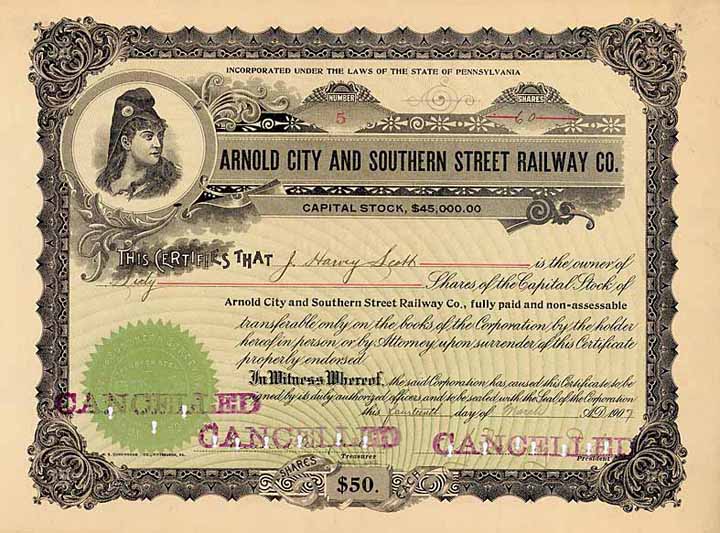 INCORPORATED UNDER THE LAWS OF THE STATE OF PENNSYLVANIA
NUMBER
5
SHARES
60
ARNOLD CITY AND SOUTHERN STREET RAILWAY CO.
CAPITAL STOCK, $45,000.00
THIS CERTIFIES THAT J. Harvey Scott is the owner of
Sixty Shares of the Capital Stock of
Arnold City and Southern Street Railway Co., fully paid and non-assessable
transferable only on the books of the Corporation by the holder
hereof in person or by Attorney upon surrender of this Certificate
properly endorsed.
In Witness Whereof, the said Corporation has caused this Certificate to be
signed by its duly authorized officers and to be sealed with the Seal of the Corporation
this fourteenth day of March A.D. 1907
CANCELLED
CANCELLED
CANCELLED
Treasurer
President
SHARES
$50.